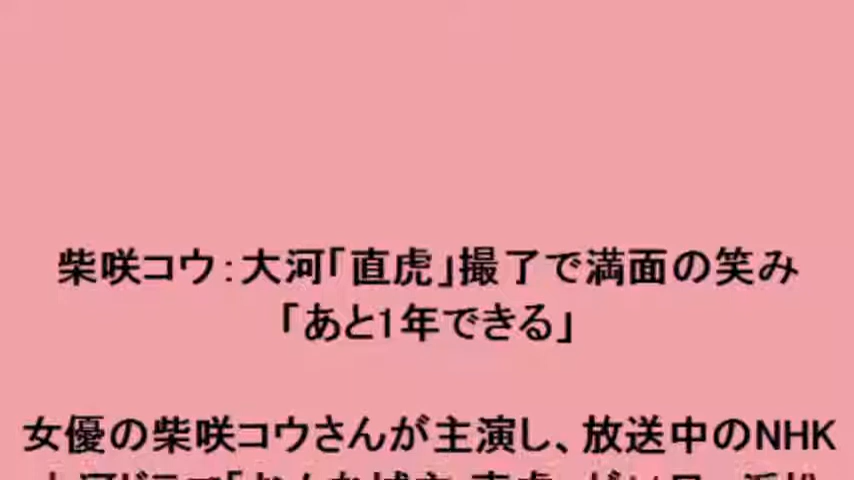 柴咲コウ：大河「直虎」撮了で満面の笑み
「あと1年できる」
女優の柴咲コウさんが主演し、放送中のNHK